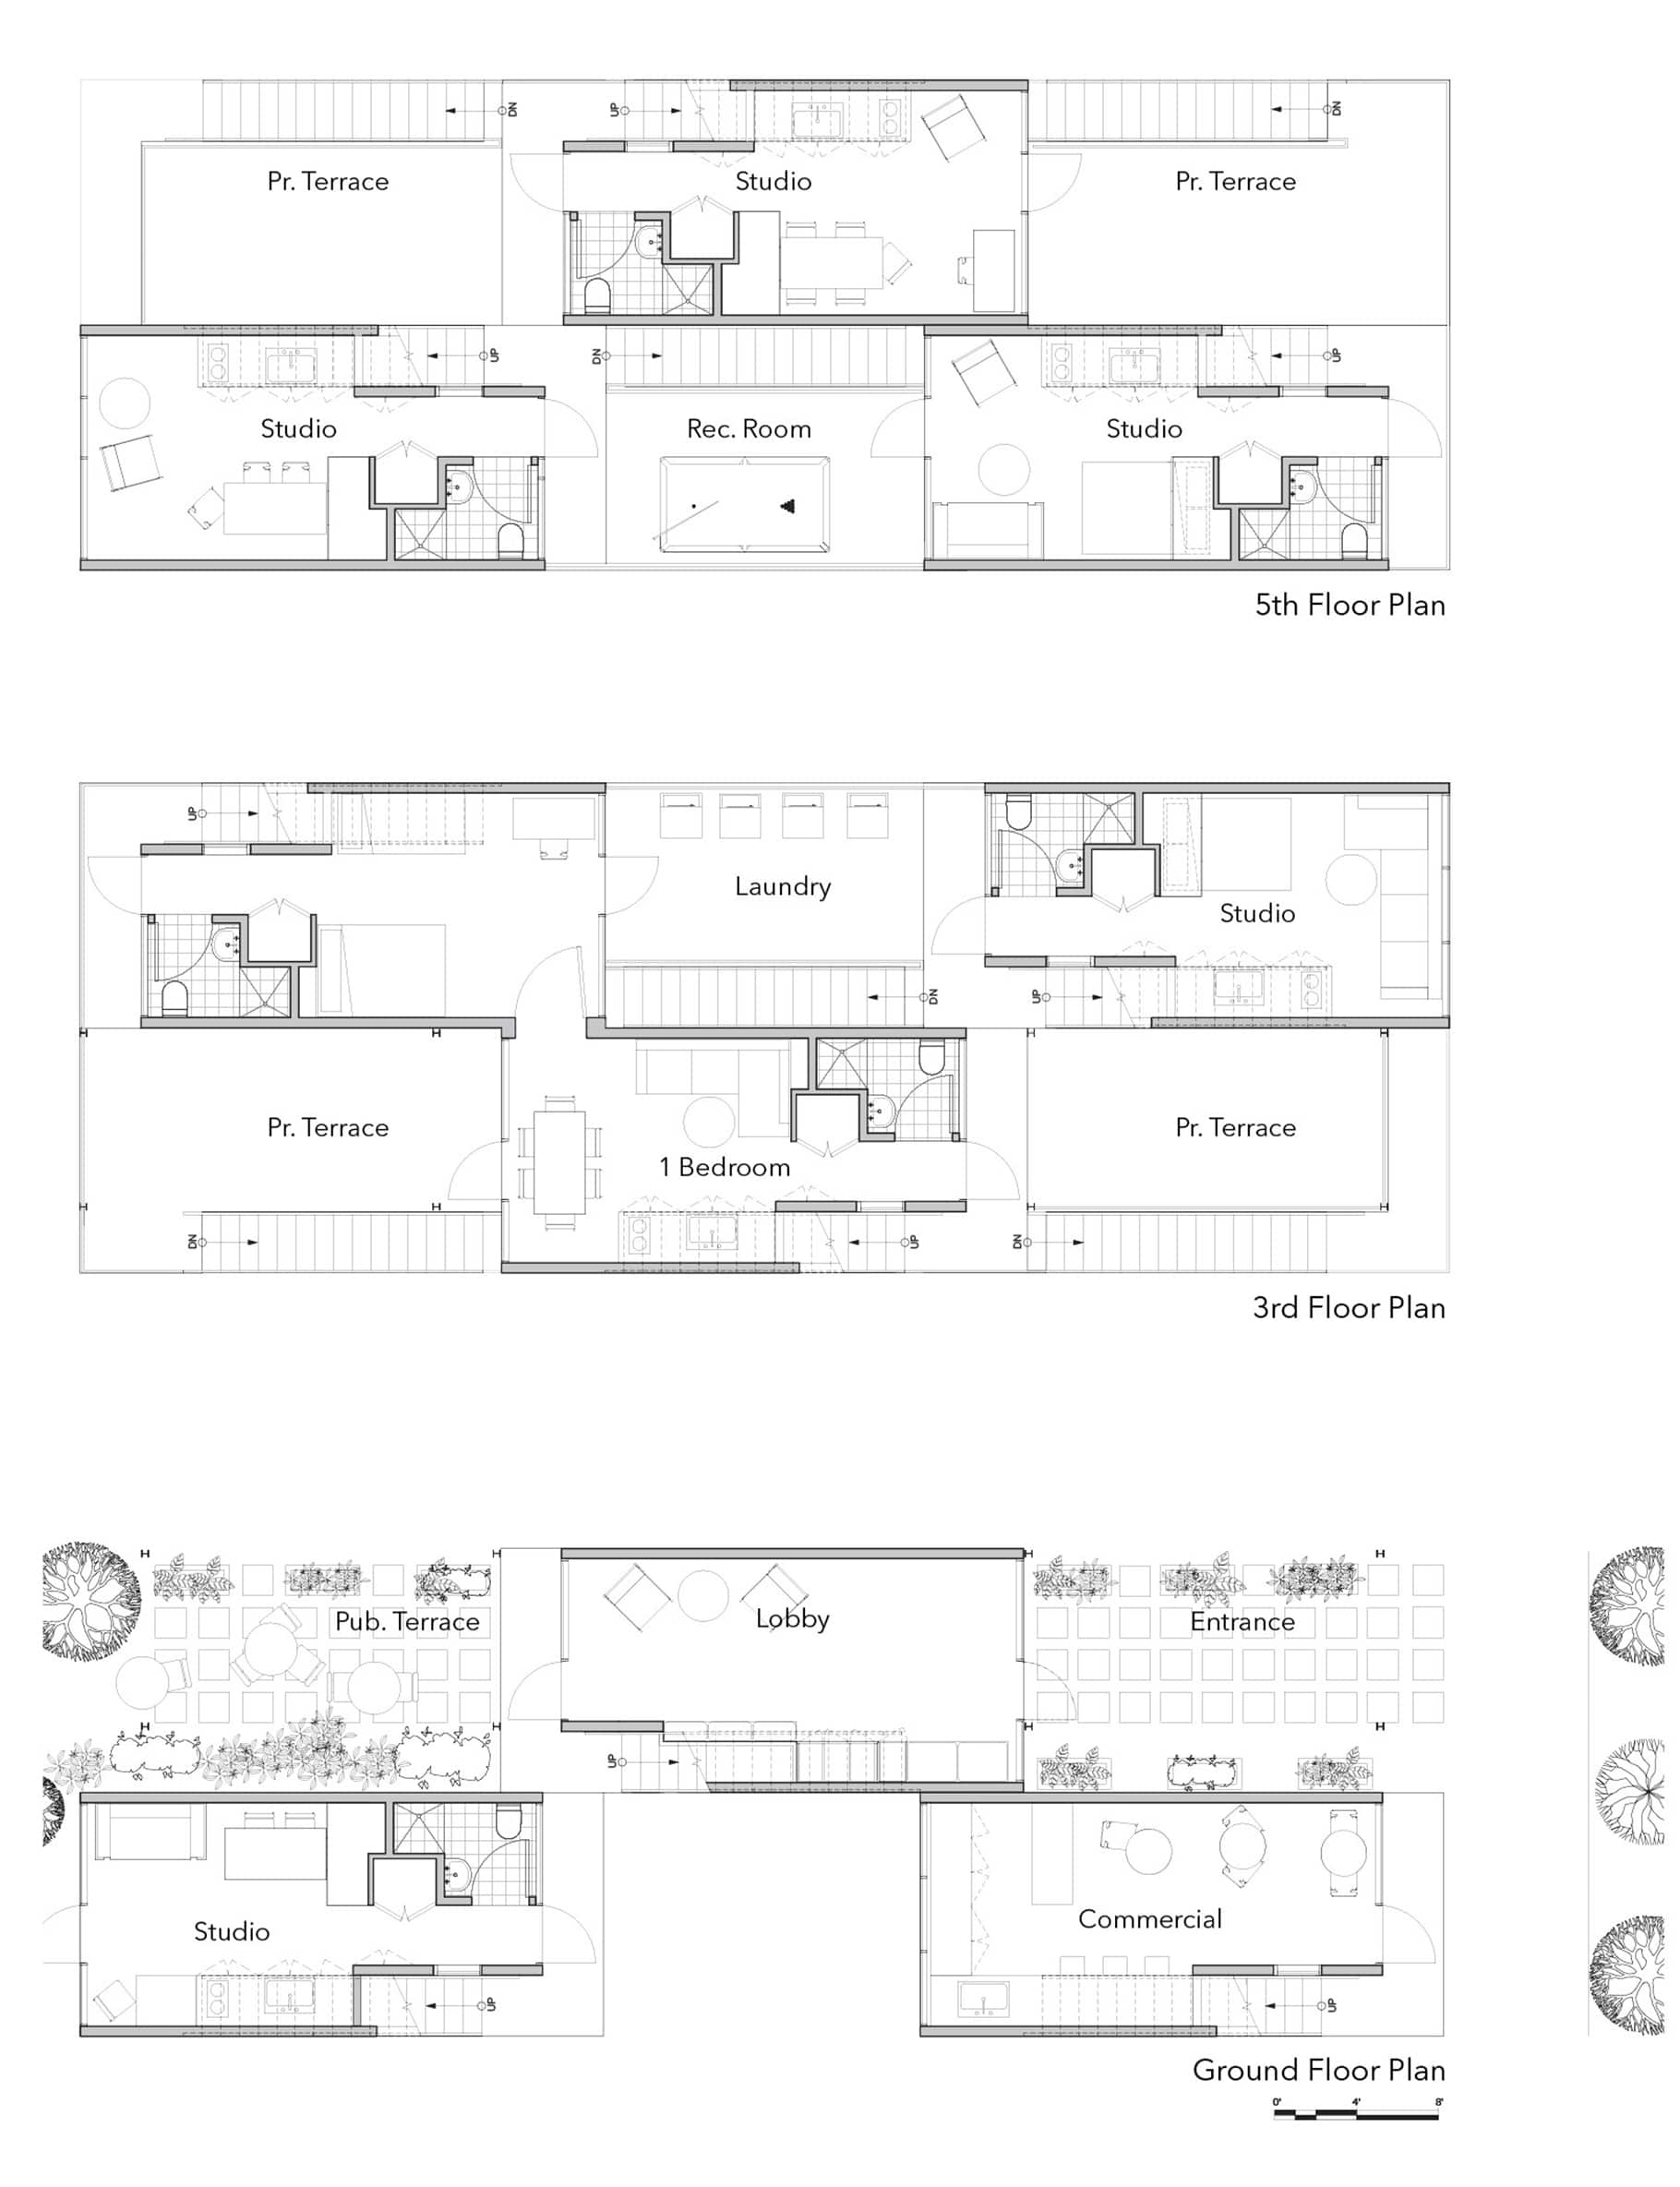 DN
UP
DN
Pr. Terrace
Studio
Pr. Terrace
UP
DN
UP
Studio
Rec. Room
Studio
5th Floor Plan
UP
Laundry
Studio
DN
UP
Pr. Terrace
Pr. Terrace
1 Bedroom
DN
UP
DN
3rd Floor Plan
Pub. Terrace
Lobby
Entrance
UP
Studio
Commercial
UP
UP
Ground Floor Plan
0' 4' 8'